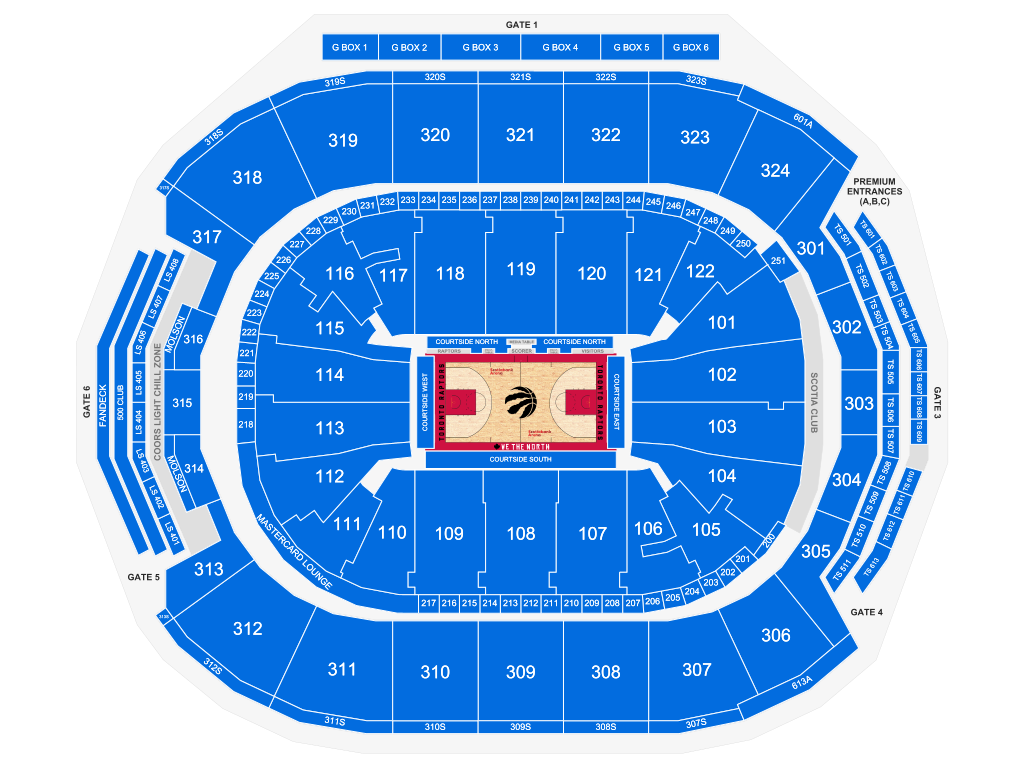 GATE 1
G BOX 1
G BOX 2
G BOX 3
G BOX 4
G BOX 5
G BOX 6
319S
320S
321S
322S
323S
601A
318S
317S
318
319
320
321
322
323
324
PREMIUM
ENTRANCES
(A,B,C)
317
301
251
226
227
228
229
230
231
232
233
234
235
236
237
238
239
240
241
242
243
244
245
246
247
248
249
250
225
224
223
222
221
220
219
218
116
117
118
119
120
121
122
115
114
113
112
111
110
109
108
107
106
105
104
103
102
101
COURTSIDE NORTH
MEDIA TABLE
COURTSIDE NORTH
RAPTORS
SCORER
VISITORS
COURTSIDE WEST
TORONTO RAPTORS
Scotiabank
Arena
Scotiabank
Arena
TORONTO RAPTORS
COURTSIDE EAST
WE THE NORTH
COURTSIDE SOUTH
SCOTIA CLUB
GATE 6
FANDECK
500 CLUB
LS 408
LS 407
LS 406
LS 405
LS 404
LS 403
LS 402
LS 401
COORS LIGHT CHILL ZONE
MOLSON
316
315
MOLSON
314
302
303
304
305
TS 501
TS 502
TS 503
TS 504
TS 505
TS 506
TS 507
TS 508
TS 509
TS 510
TS 511
TS 601
TS 602
TS 603
TS 604
TS 605
TS 606
TS 607
TS 608
TS 609
TS 610
TS 611
TS 612
TS 613
GATE 3
MASTERCARD LOUNGE
200
201
202
203
204
205
206
207
208
209
210
211
212
213
214
215
216
217
GATE 5
GATE 4
313
313S
312
311
310
309
308
307
306
312S
311S
310S
309S
308S
307S
613A